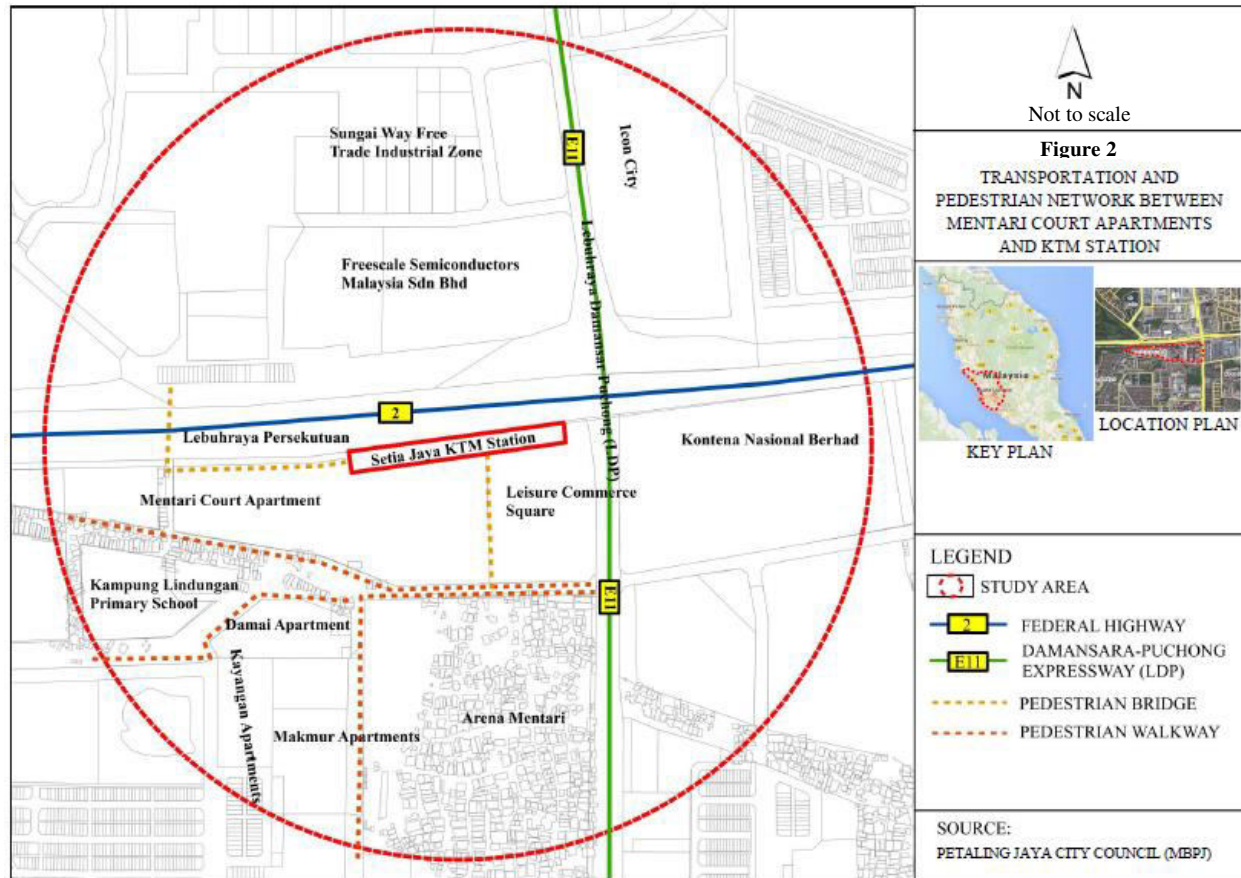 Sungai Way Free
Trade Industrial Zone
E11
Icon City
Freescale Semiconductors
Malaysia Sdn Bhd
Lebuhraya Damansar Puchong (LDP)
2
Lebuhraya Persekutuan
Setia Jaya KTM Station
Kontena Nasional Berhad
Mentari Court Apartment
Leisure Commerce
Square
Kampung Lindungan
Primary School
E11
Damai Apartment
Kayangan Apartments
Makmur Apartments
Arena Mentari
N
Not to scale
Figure 2
TRANSPORTATION AND
PEDESTRIAN NETWORK BETWEEN
MENTARI COURT APARTMENTS
AND KTM STATION
Malaysia
KEY PLAN
LOCATION PLAN
LEGEND
STUDY AREA
2 FEDERAL HIGHWAY
E11 DAMANSARA-PUCHONG
EXPRESSWAY (LDP)
PEDESTRIAN BRIDGE
PEDESTRIAN WALKWAY
SOURCE:
PETALING JAYA CITY COUNCIL (MBPJ)